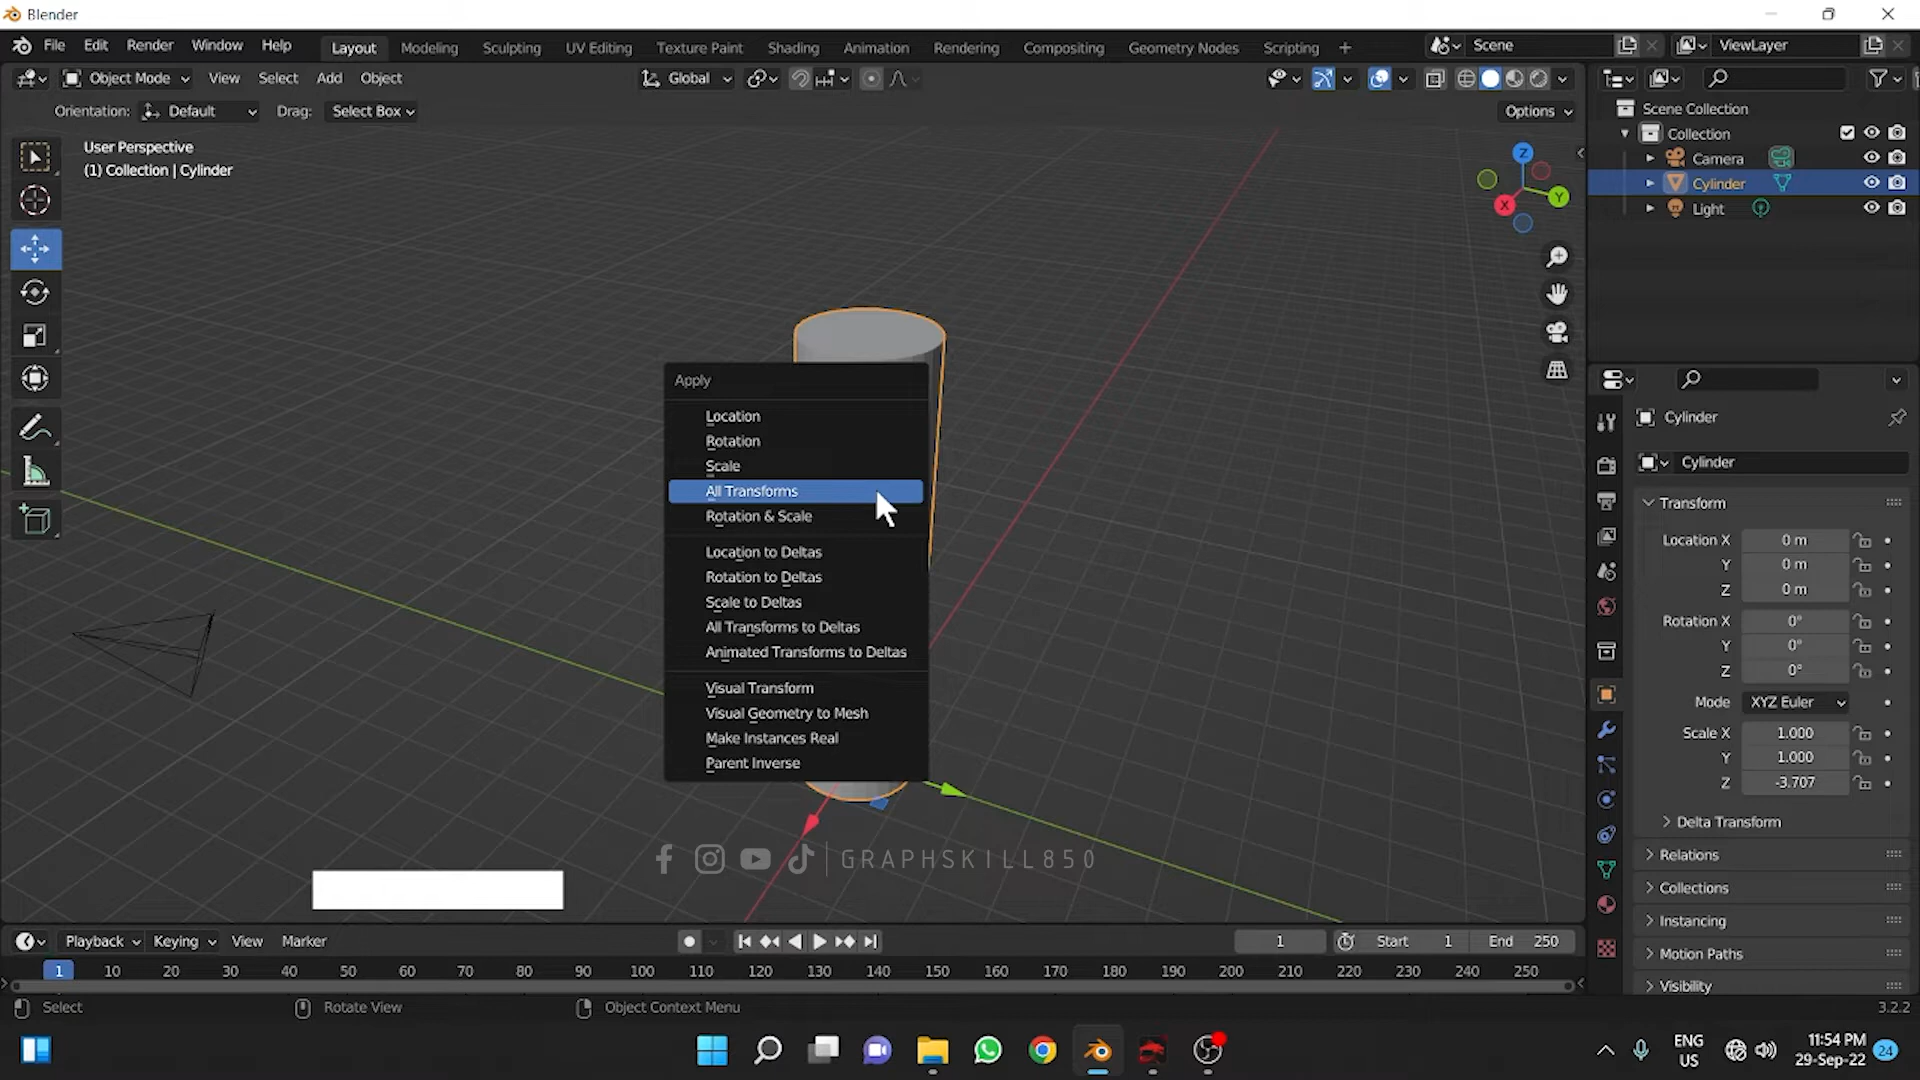 Blender
File Edit Render Window Help Layout Modeling Sculpting UV Editing Texture Paint Shading Animation Rendering Compositing Geometry Nodes Scripting + Scene ViewLayer
Object Mode View Select Add Object Global
Orientation: Default Drag: Select Box Options
User Perspective
(1) Collection | Cylinder
Scene Collection
Collection
Camera
Cylinder
Light
Z
Y
X
Apply
Location
Rotation
Scale
All Transforms
Rotation & Scale
Location to Deltas
Rotation to Deltas
Scale to Deltas
All Transforms to Deltas
Animated Transforms to Deltas
Visual Transform
Visual Geometry to Mesh
Make Instances Real
Parent Inverse
Cylinder
Cylinder
Transform
Location X 0 m
Y 0 m
Z 0 m
Rotation X 0°
Y 0°
Z 0°
Mode XYZ Euler
Scale X 1.000
Y 1.000
Z -3.707
Delta Transform
Relations
Collections
Instancing
Motion Paths
Visibility
GRAPHSKILL850
Playback Keying View Marker 1 Start 1 End 250
1 10 20 30 40 50 60 70 80 90 100 110 120 130 140 150 160 170 180 190 200 210 220 230 240 250
Select Rotate View Object Context Menu 3.2.2
ENG
US
11:54 PM
29-Sep-22
24